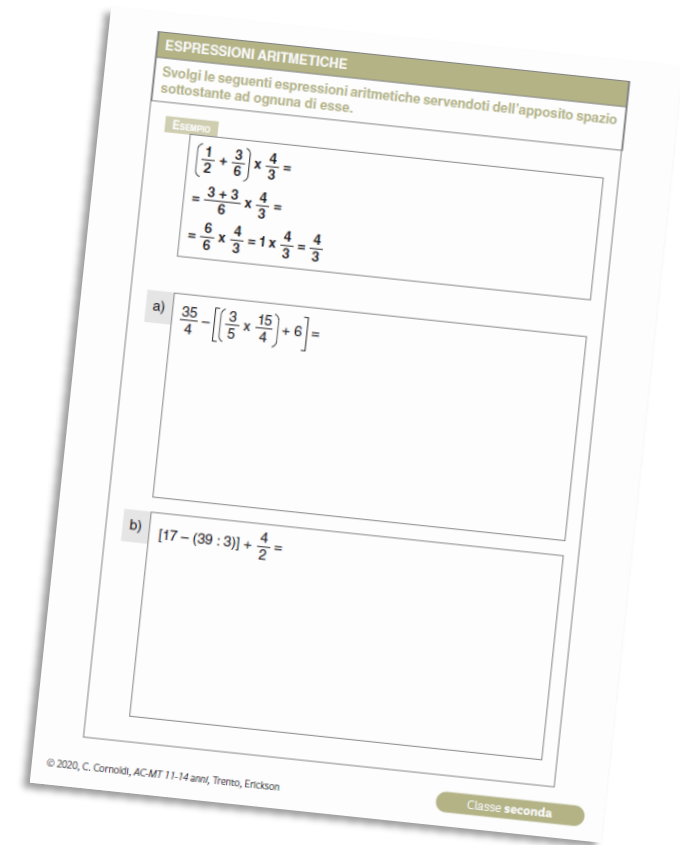 ESPRESSIONI ARITMETICHE
Svolgi le seguenti espressioni aritmetiche servendoti dell'apposito spazio
sottostante ad ognuna di esse.
ESEMPIO
(1/2 + 3/6) x 4/3 =
= 3 + 3/6 x 4/3 =
= 6/6 x 4/3 = 1 x 4/3 = 4/3
a) 35/4 – [(3/5 x 15/4) + 6] =
b) [17 – (39 : 3)] + 4/2 =
© 2020, C. Cornoldi, AC-MT 11-14 anni, Trento, Erickson
Classe seconda